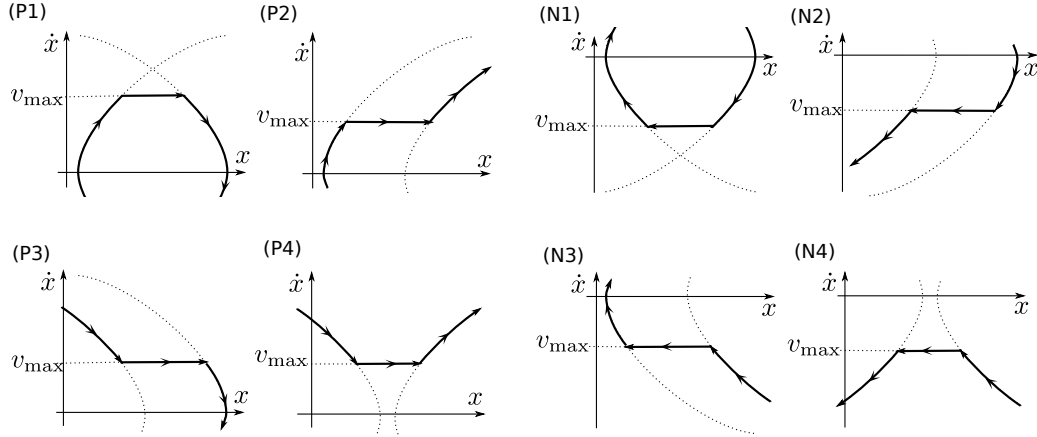 (P1)
ẋ
v_max
x
(P2)
ẋ
v_max
x
(N1)
ẋ
x
v_max
(N2)
ẋ
x
v_max
(P3)
ẋ
v_max
x
(P4)
ẋ
v_max
x
(N3)
ẋ
x
v_max
(N4)
ẋ
x
v_max